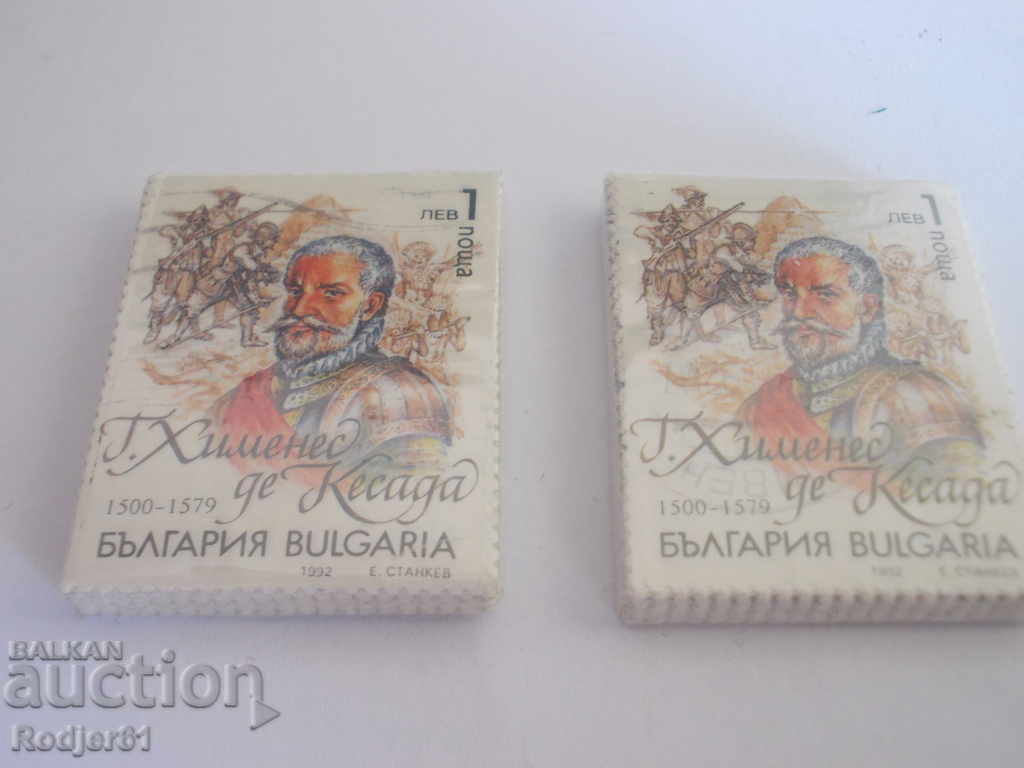 1
ЛЕВ
ПОЩА
Г. Хименес
де Кесада
1500-1579
БЪЛГАРИЯ BULGARIA
1992 Е. СТАНКЕВ
1
ЛЕВ
ПОЩА
Г. Хименес
де Кесада
1500-1579
БЪЛГАРИЯ BULGARIA
1992 Е. СТАНКЕВ
BALKAN
auction
Rodjer61